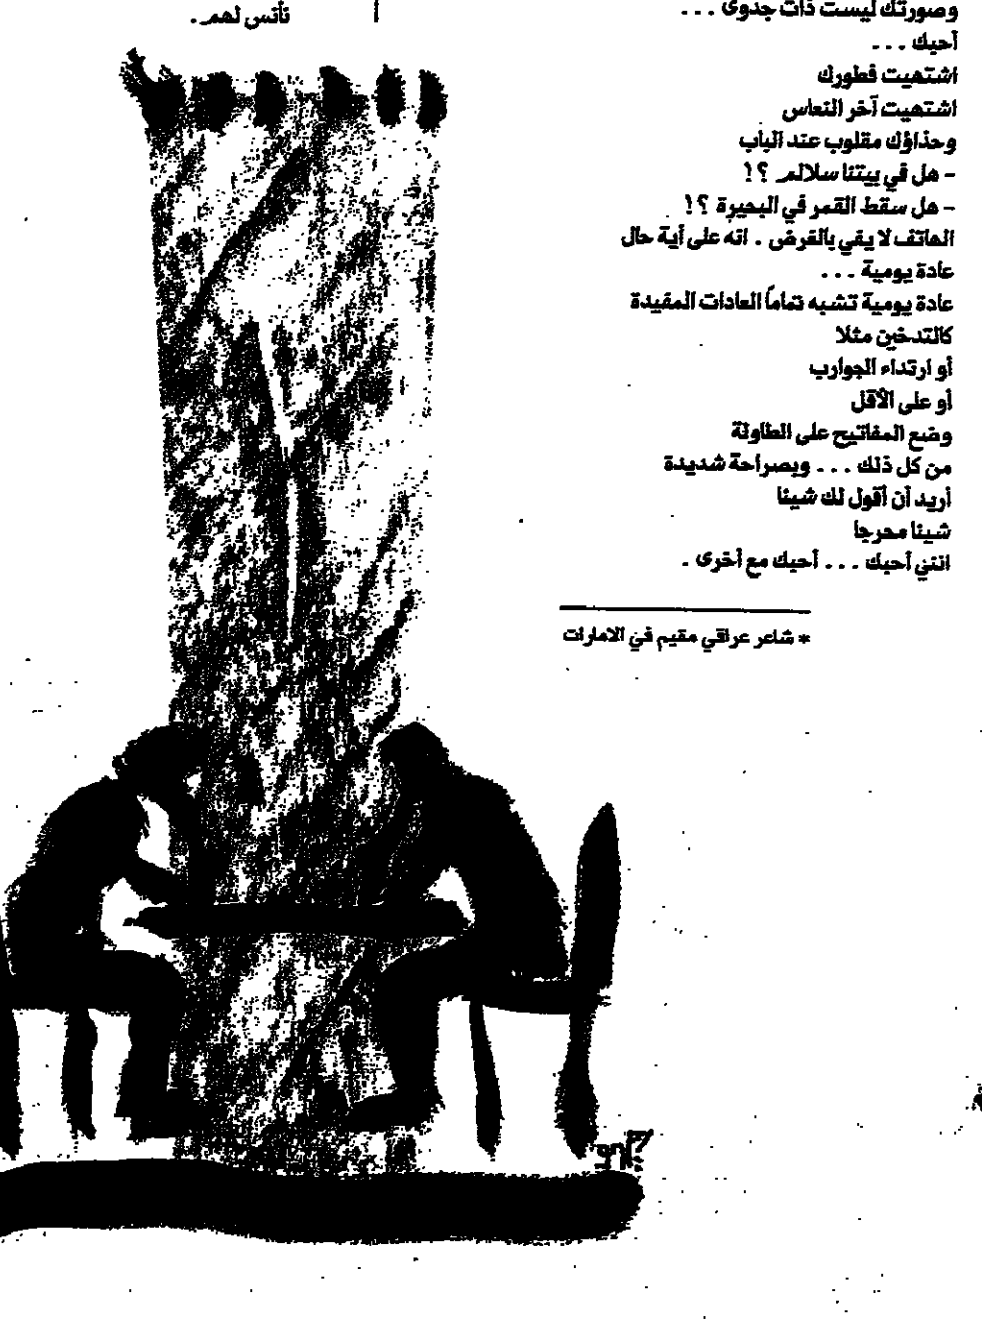 وصورتك ليست ذات جدوى . . .
أحبك . . .
اشتهيت فطورك
اشتهيت آخر النعاس
وحذاؤك مقلوب عند الباب
- هل في بيتنا سلالم ؟!
- هل سقط القمر في البحيرة ؟!
الهاتف لا يفي بالغرض . انه على أية حال
عادة يومية . . .
عادة يومية تشبه تماماً العادات المفيدة
كالتدخين مثلا
أو ارتداء الجوارب
أو على الأقل
وضع المفاتيح على الطاولة
من كل ذلك . . . وبصراحة شديدة
أريد أن أقول لك شيئا
شيئا محرجا
انني أحبك . . . أحبك مع أخرى .
* شاعر عراقي مقيم في الامارات
نأنس لهم .